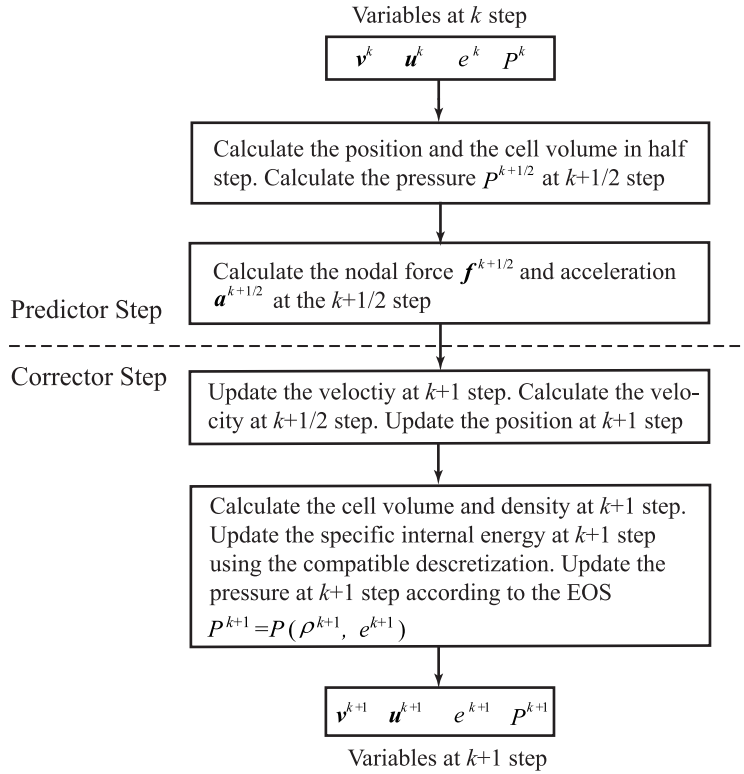 Variables at k step
v^k u^k e^k P^k
Calculate the position and the cell volume in half
step. Calculate the pressure P^{k+1/2} at k+1/2 step
Calculate the nodal force f^{k+1/2} and acceleration
a^{k+1/2} at the k+1/2 step
Predictor Step
Corrector Step
Update the veloctiy at k+1 step. Calculate the velo-
city at k+1/2 step. Update the position at k+1 step
Calculate the cell volume and density at k+1 step.
Update the specific internal energy at k+1 step
using the compatible descretization. Update the
pressure at k+1 step according to the EOS
P^{k+1}=P(ρ^{k+1}, e^{k+1})
v^{k+1} u^{k+1} e^{k+1} P^{k+1}
Variables at k+1 step